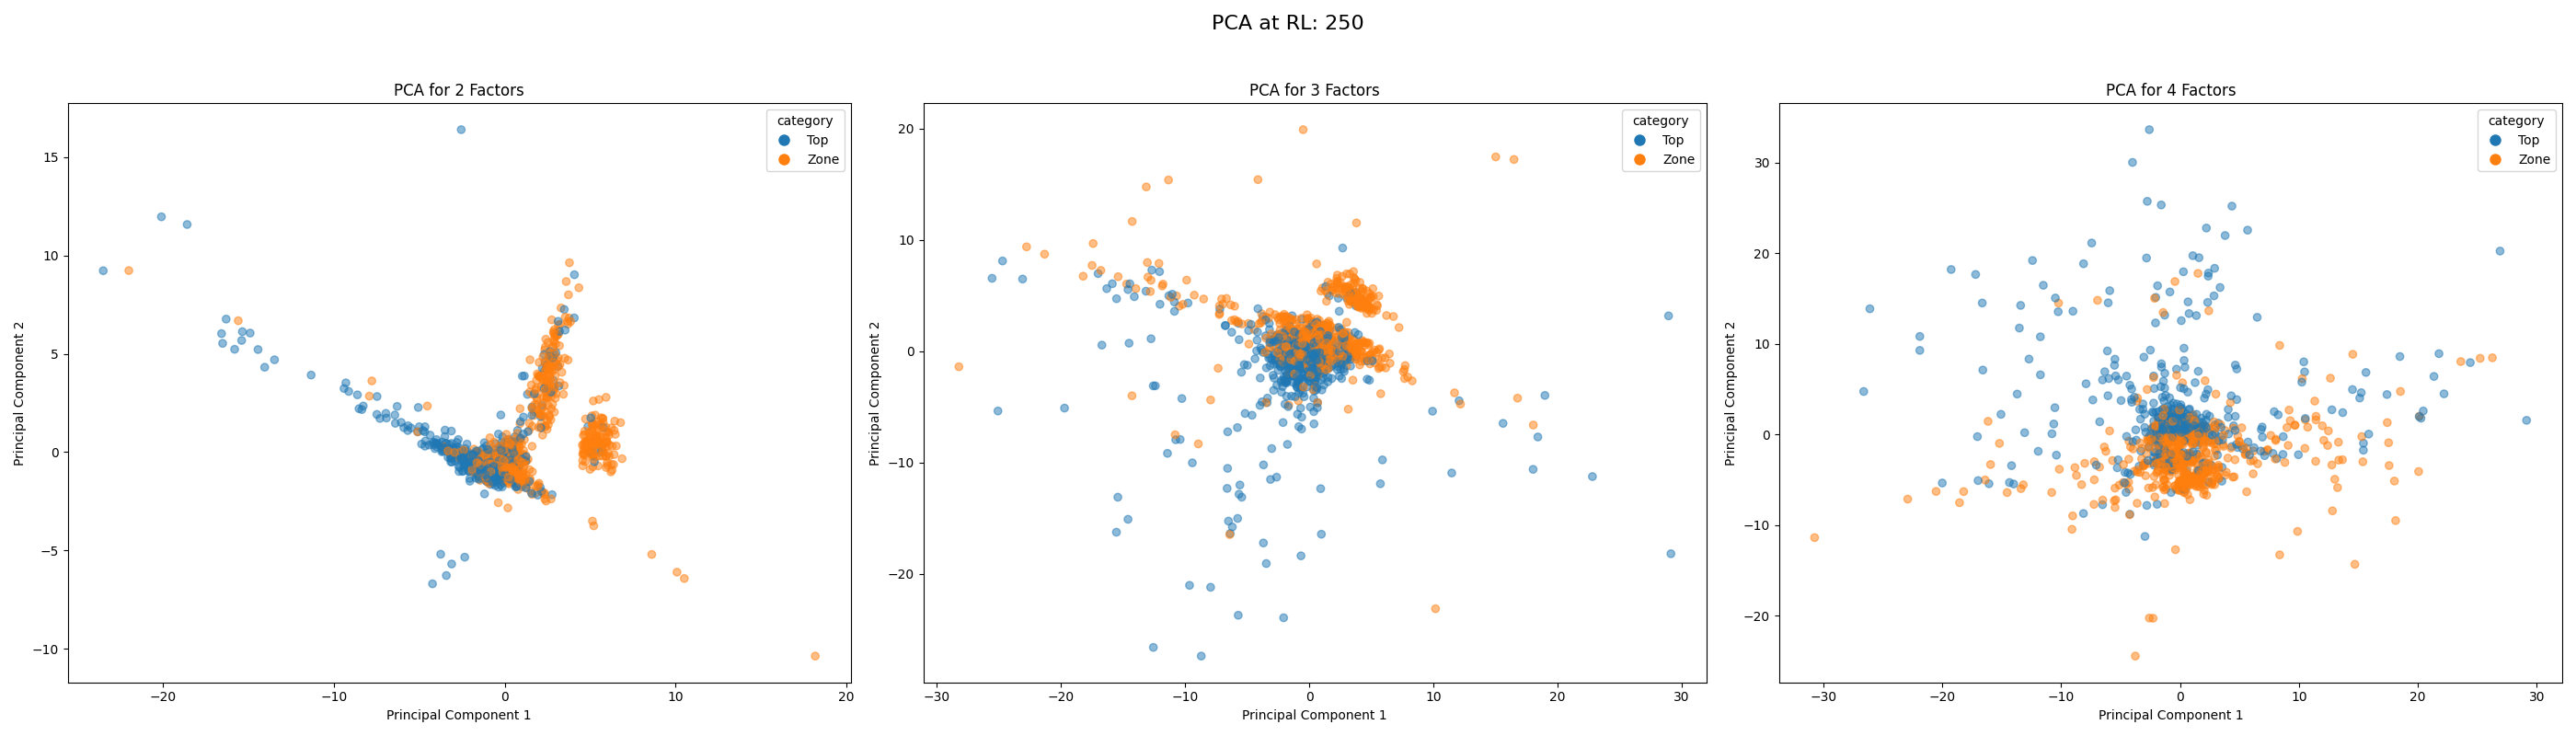 PCA at RL: 250
PCA for 2 Factors
category
Top
Zone
15
10
5
0
−5
−10
Principal Component 2
−20
−10
0
10
20
Principal Component 1
PCA for 3 Factors
category
Top
Zone
20
10
0
−10
−20
Principal Component 2
−30
−20
−10
0
10
20
30
Principal Component 1
PCA for 4 Factors
category
Top
Zone
30
20
10
0
−10
−20
Principal Component 2
−30
−20
−10
0
10
20
30
Principal Component 1